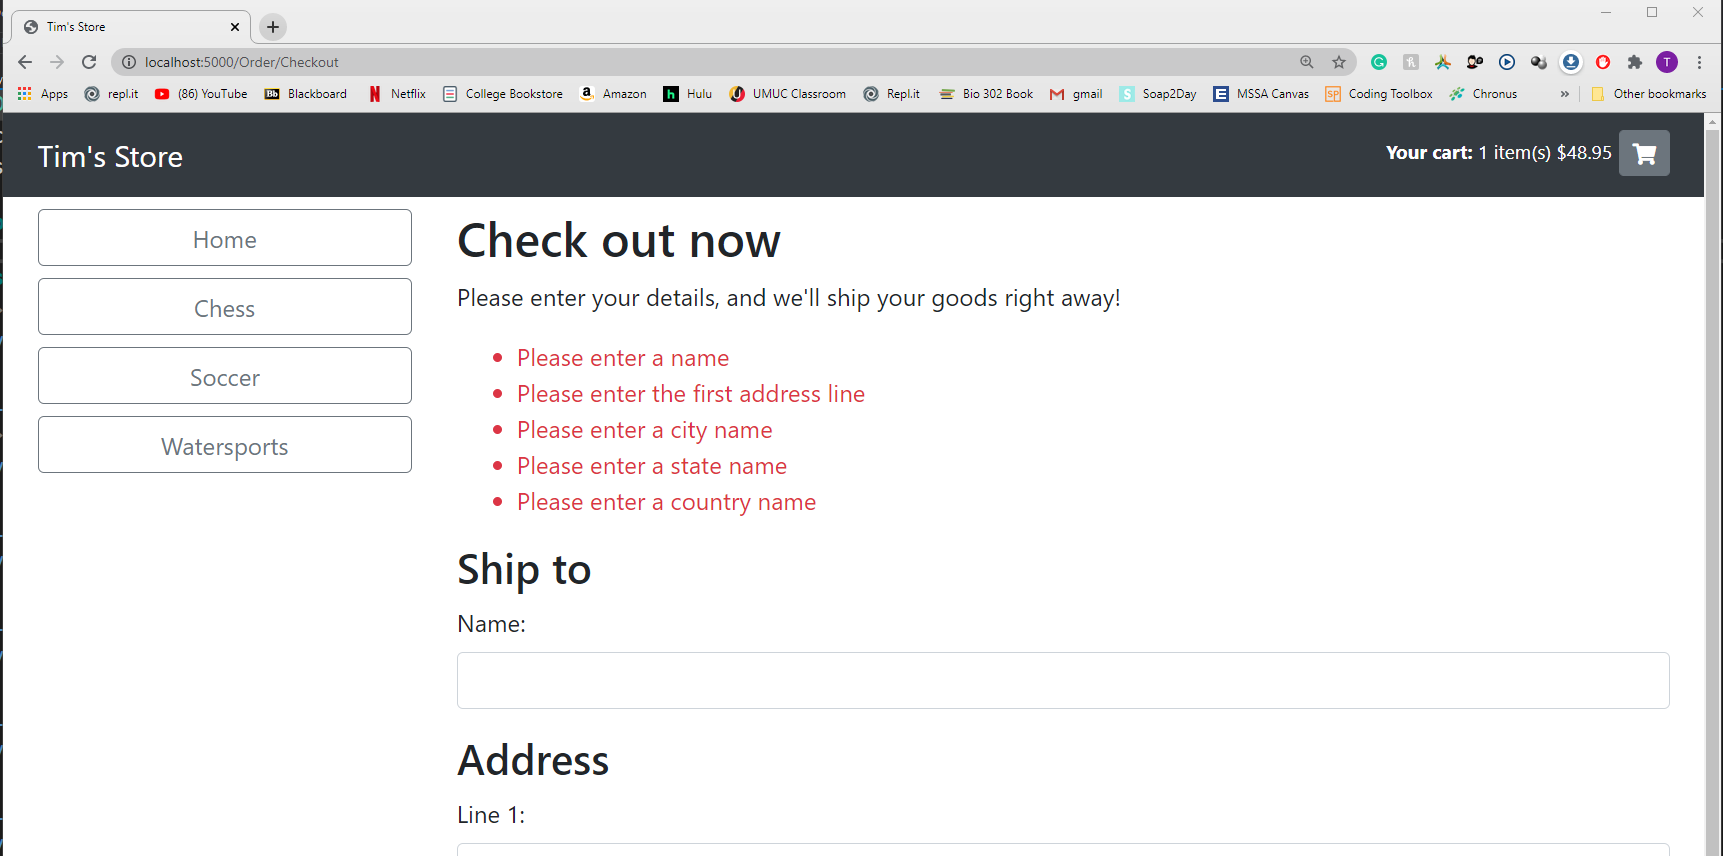 Tim's Store
localhost:5000/Order/Checkout
T
Apps repl.it (86) YouTube Bb Blackboard N Netflix College Bookstore a Amazon h Hulu UMUC Classroom Repl.it Bio 302 Book gmail S Soap2Day E MSSA Canvas SP Coding Toolbox Chronus » Other bookmarks
Tim's Store Your cart: 1 item(s) $48.95
Home
Chess
Soccer
Watersports
Check out now
Please enter your details, and we'll ship your goods right away!
Please enter a name
Please enter the first address line
Please enter a city name
Please enter a state name
Please enter a country name
Ship to
Name:
Address
Line 1: